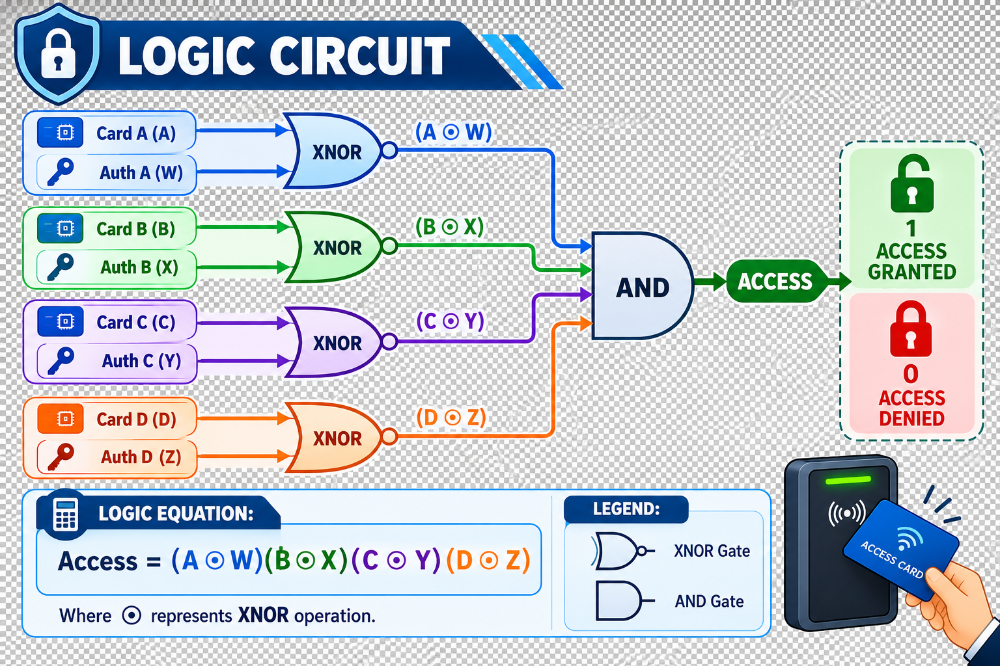 LOGIC CIRCUIT
Card A (A)
Auth A (W)
XNOR
(A ⊙ W)
Card B (B)
Auth B (X)
XNOR
(B ⊙ X)
Card C (C)
Auth C (Y)
XNOR
(C ⊙ Y)
Card D (D)
Auth D (Z)
XNOR
(D ⊙ Z)
AND
ACCESS
1
ACCESS
GRANTED
0
ACCESS
DENIED
LOGIC EQUATION:
Access = (A ⊙ W)(B ⊙ X)(C ⊙ Y)(D ⊙ Z)
Where ⊙ represents XNOR operation.
LEGEND:
XNOR Gate
AND Gate
ACCESS CARD